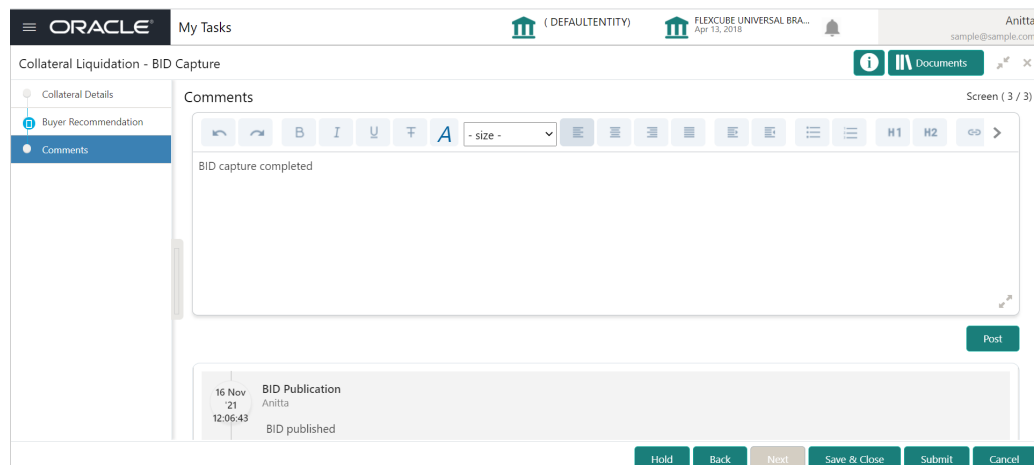 ORACLE®
My Tasks
( DEFAULTENTITY)
FLEXCUBE UNIVERSAL BRA...
Apr 13, 2018
Anitta
sample@sample.com
Collateral Liquidation - BID Capture
i
Documents
Collateral Details
Buyer Recommendation
Comments
Comments
Screen ( 3 / 3)
B I U T A - size - H1 H2
BID capture completed
Post
16 Nov
'21
12:06:43
BID Publication
Anitta
BID published
Hold Back Next Save & Close Submit Cancel